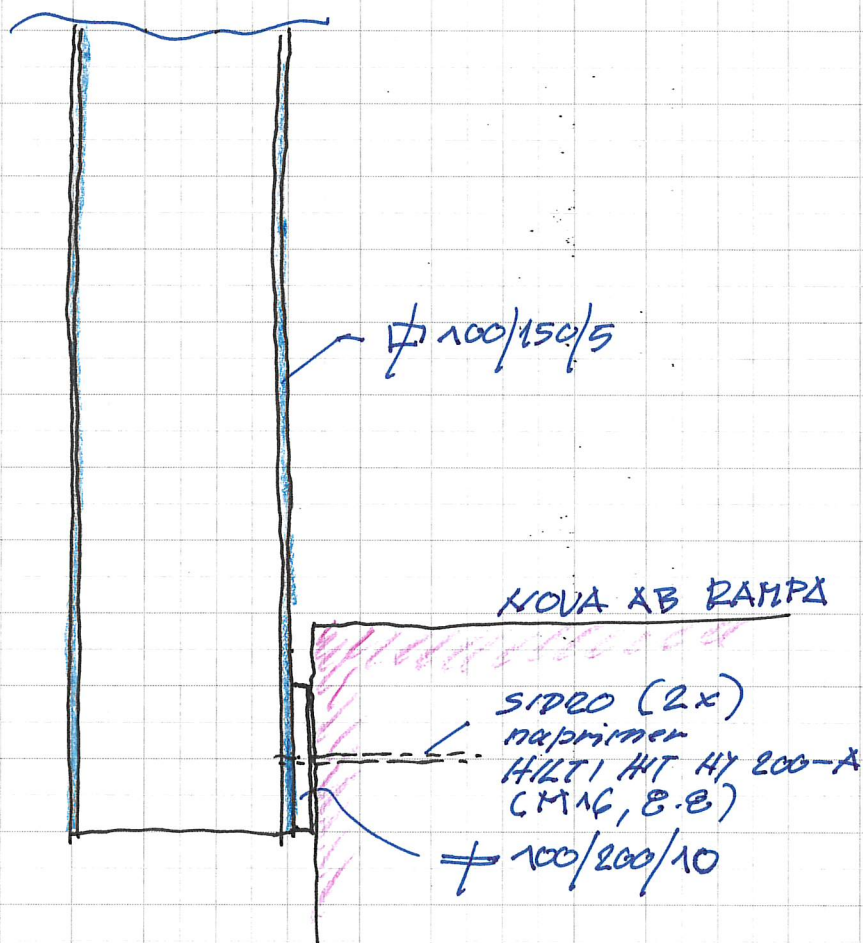 100/150/5
NOVA AB RAMPA
SIDRO (2x)
naprimer
HILTI HIT HY 200-A
(M16, 8.8)
100/200/10